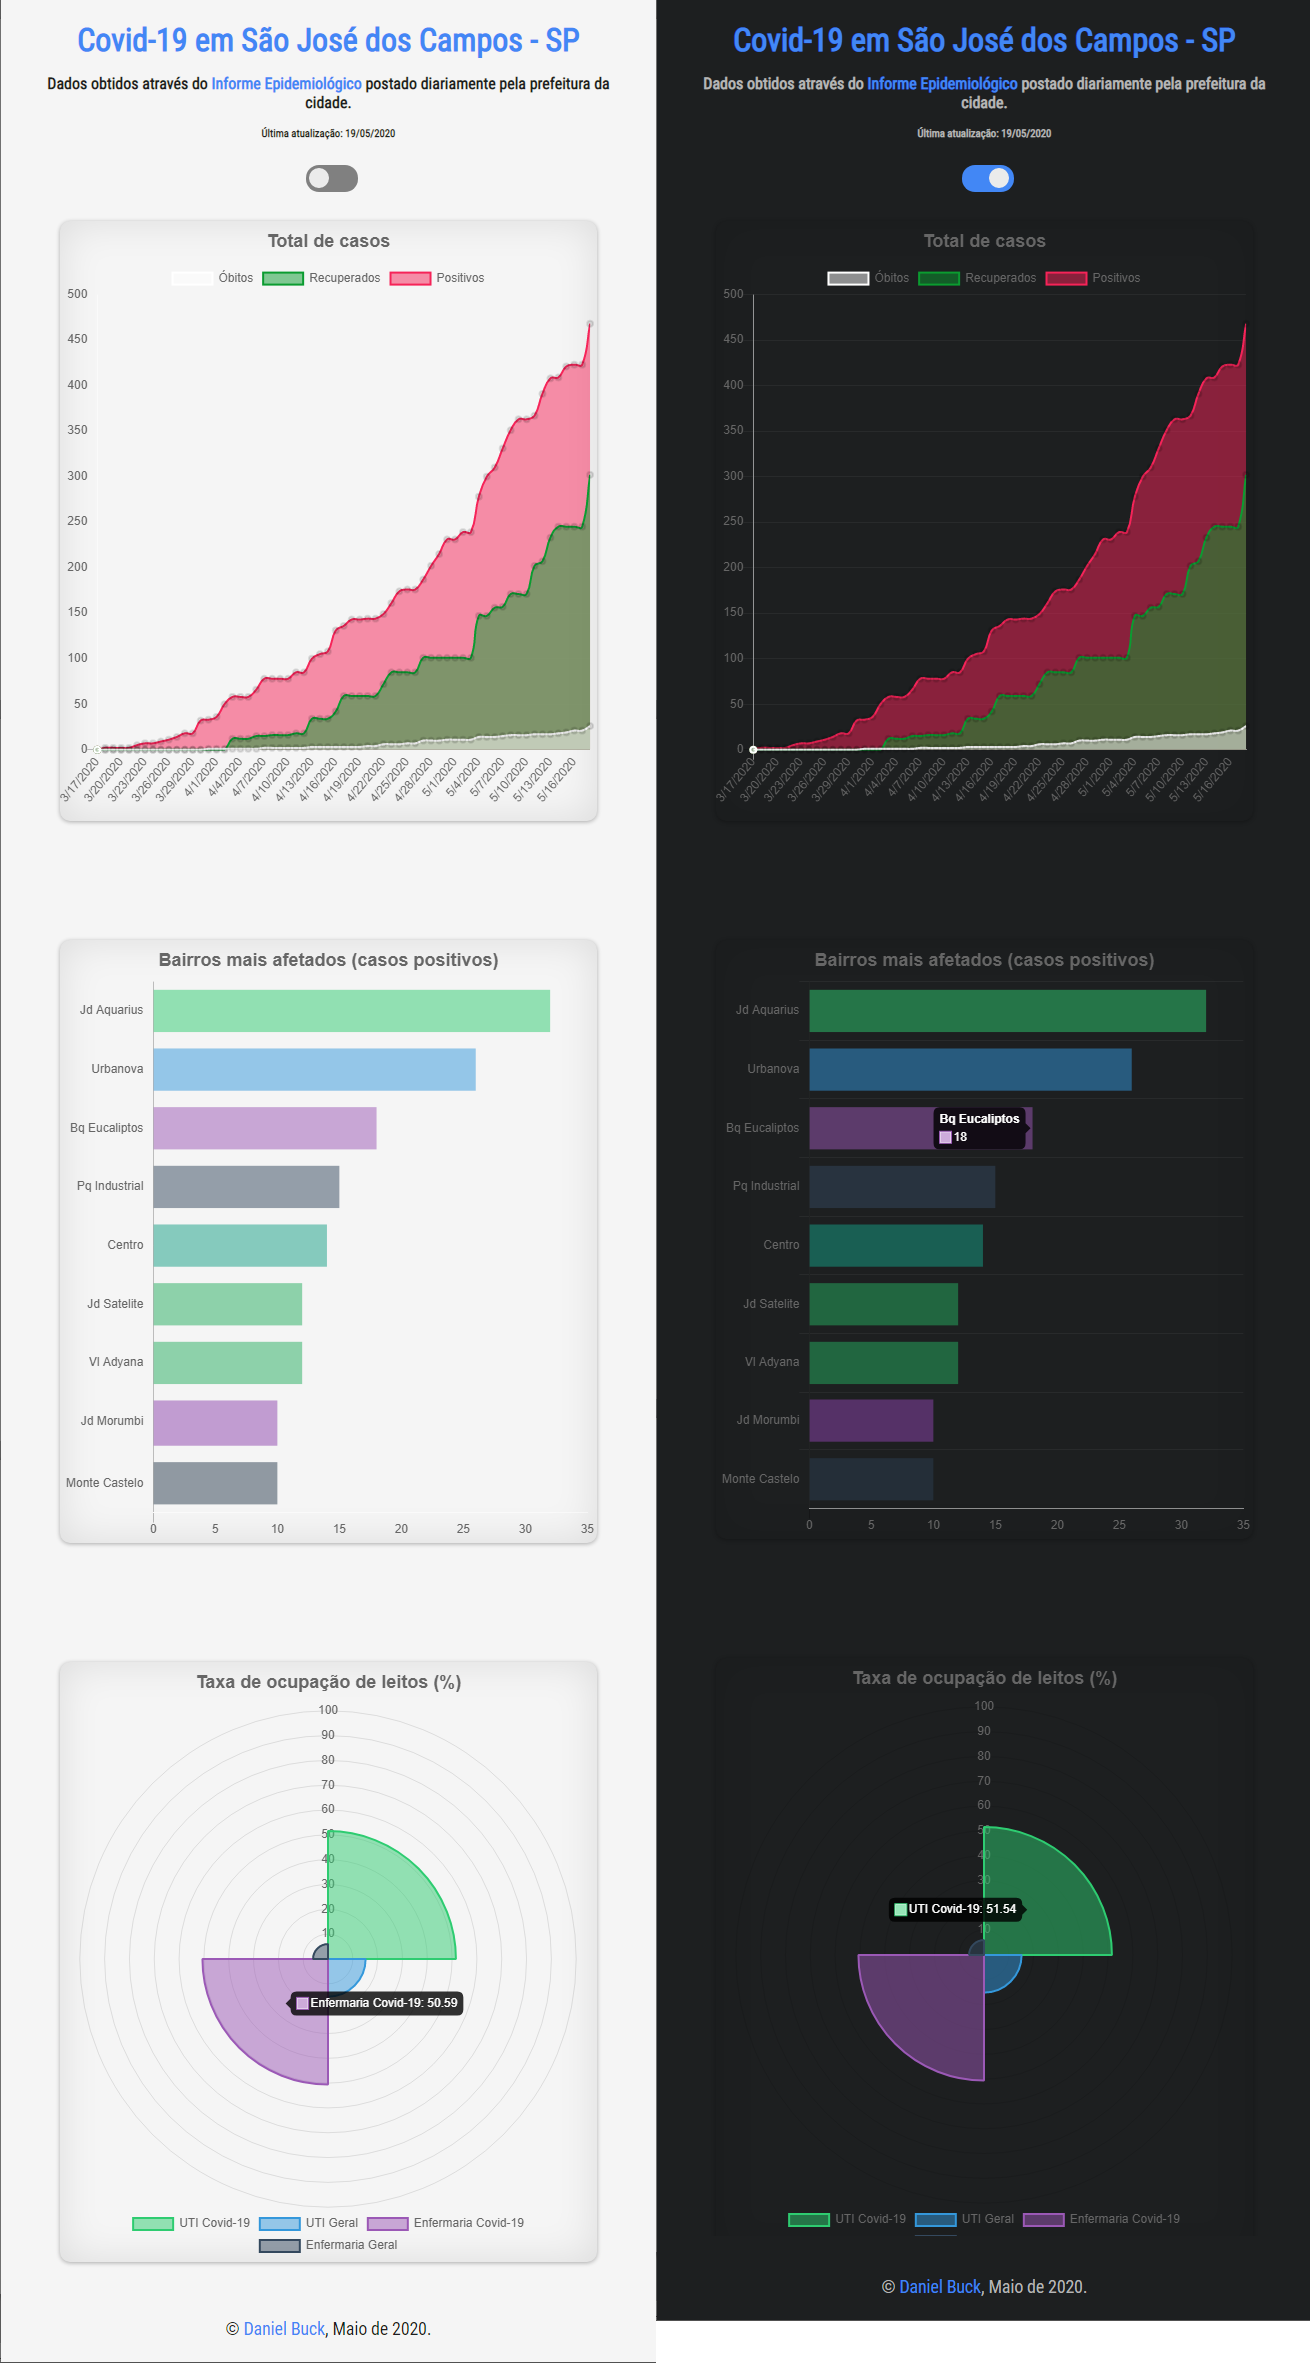 Covid-19 em São José dos Campos - SP
Dados obtidos através do Informe Epidemiológico postado diariamente pela prefeitura da
cidade.
Última atualização: 19/05/2020
Total de casos
Óbitos Recuperados Positivos
500
450
400
350
300
250
200
150
100
50
0
3/17/2020 3/20/2020 3/23/2020 3/26/2020 3/29/2020 4/1/2020 4/4/2020 4/7/2020 4/10/2020 4/13/2020 4/16/2020 4/19/2020 4/22/2020 4/25/2020 4/28/2020 5/1/2020 5/4/2020 5/7/2020 5/10/2020 5/13/2020 5/16/2020
Bairros mais afetados (casos positivos)
Jd Aquarius
Urbanova
Bq Eucaliptos
Pq Industrial
Centro
Jd Satelite
Vl Adyana
Jd Morumbi
Monte Castelo
0 5 10 15 20 25 30 35
Taxa de ocupação de leitos (%)
100
90
80
70
60
50
40
30
20
10
Enfermaria Covid-19: 50.59
UTI Covid-19 UTI Geral Enfermaria Covid-19
Enfermaria Geral
© Daniel Buck, Maio de 2020.
Covid-19 em São José dos Campos - SP
Dados obtidos através do Informe Epidemiológico postado diariamente pela prefeitura da
cidade.
Última atualização: 19/05/2020
Total de casos
Óbitos Recuperados Positivos
500
450
400
350
300
250
200
150
100
50
0
3/17/2020 3/20/2020 3/23/2020 3/26/2020 3/29/2020 4/1/2020 4/4/2020 4/7/2020 4/10/2020 4/13/2020 4/16/2020 4/19/2020 4/22/2020 4/25/2020 4/28/2020 5/1/2020 5/4/2020 5/7/2020 5/10/2020 5/13/2020 5/16/2020
Bairros mais afetados (casos positivos)
Jd Aquarius
Urbanova
Bq Eucaliptos
Bq Eucaliptos
18
Pq Industrial
Centro
Jd Satelite
Vl Adyana
Jd Morumbi
Monte Castelo
0 5 10 15 20 25 30 35
Taxa de ocupação de leitos (%)
100
90
80
70
60
50
40
30
UTI Covid-19: 51.54
10
UTI Covid-19 UTI Geral Enfermaria Covid-19
© Daniel Buck, Maio de 2020.